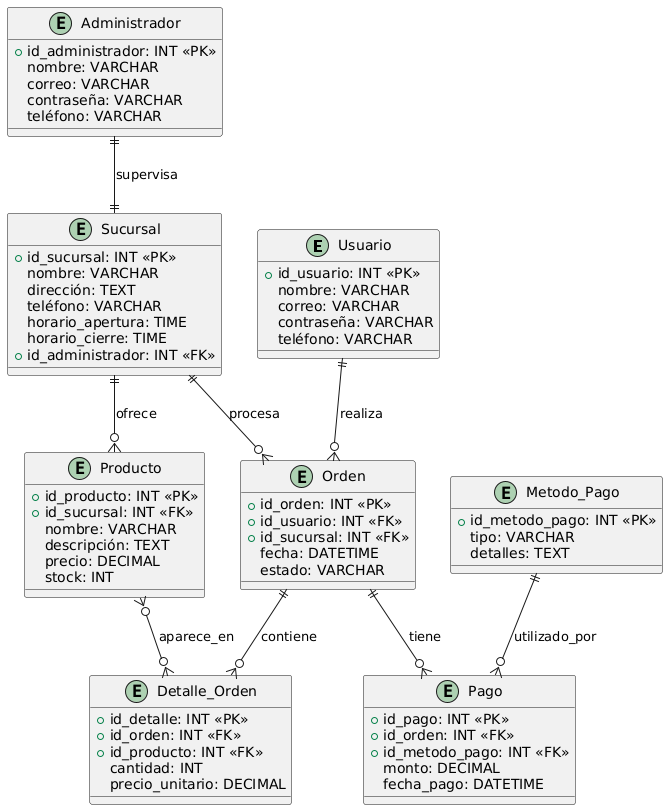 E Administrador
id_administrador: INT «PK»
nombre: VARCHAR
correo: VARCHAR
contraseña: VARCHAR
teléfono: VARCHAR
supervisa
E Sucursal
id_sucursal: INT «PK»
nombre: VARCHAR
dirección: TEXT
teléfono: VARCHAR
horario_apertura: TIME
horario_cierre: TIME
id_administrador: INT «FK»
E Usuario
id_usuario: INT «PK»
nombre: VARCHAR
correo: VARCHAR
contraseña: VARCHAR
teléfono: VARCHAR
ofrece
procesa
realiza
E Producto
id_producto: INT «PK»
id_sucursal: INT «FK»
nombre: VARCHAR
descripción: TEXT
precio: DECIMAL
stock: INT
E Orden
id_orden: INT «PK»
id_usuario: INT «FK»
id_sucursal: INT «FK»
fecha: DATETIME
estado: VARCHAR
E Metodo_Pago
id_metodo_pago: INT «PK»
tipo: VARCHAR
detalles: TEXT
aparece_en
contiene
tiene
utilizado_por
E Detalle_Orden
id_detalle: INT «PK»
id_orden: INT «FK»
id_producto: INT «FK»
cantidad: INT
precio_unitario: DECIMAL
E Pago
id_pago: INT «PK»
id_orden: INT «FK»
id_metodo_pago: INT «FK»
monto: DECIMAL
fecha_pago: DATETIME